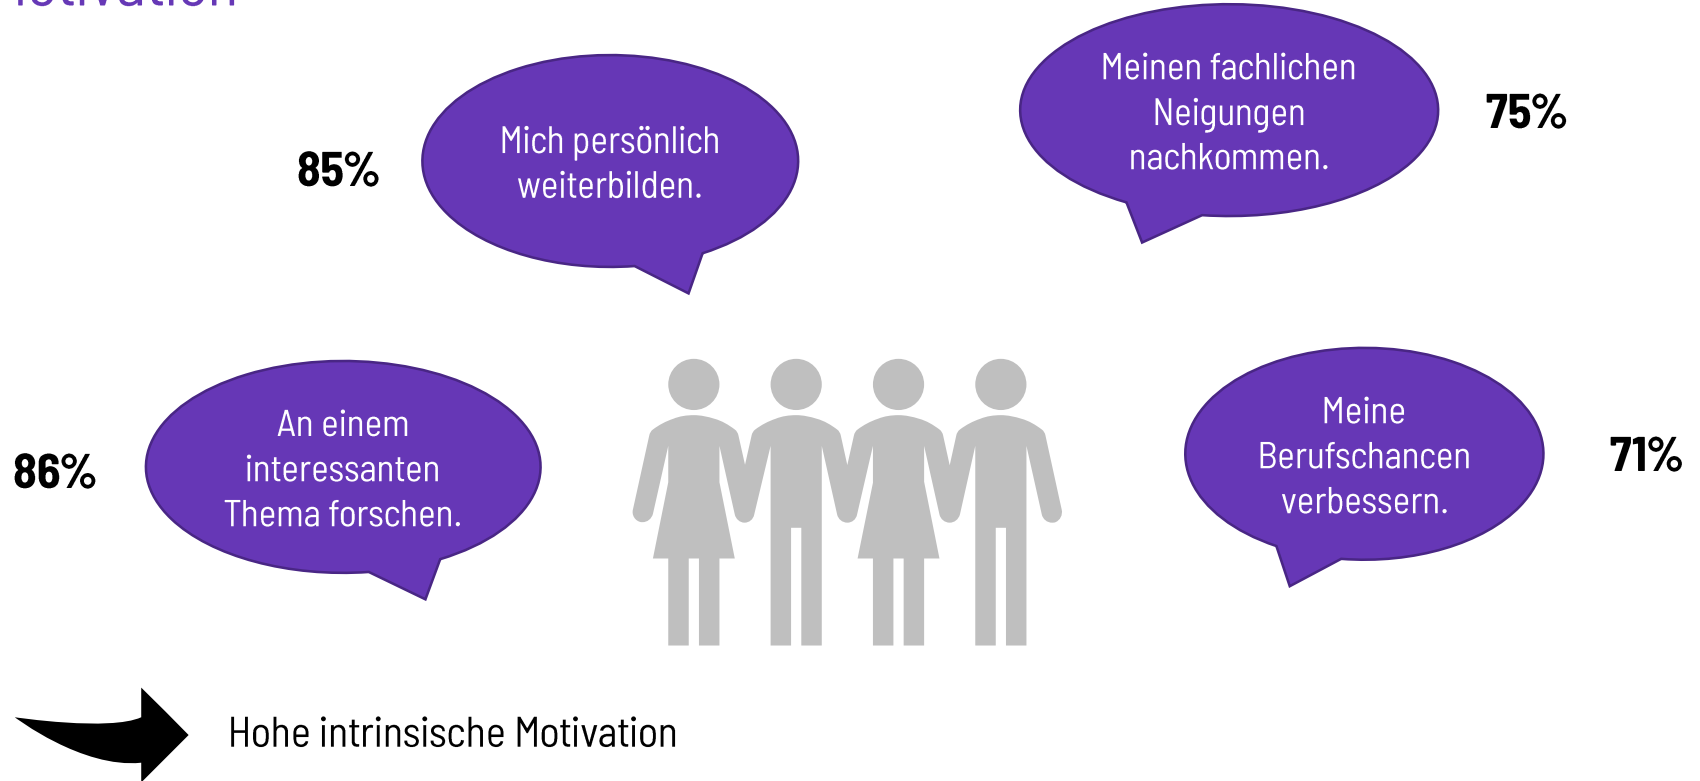 85%
Mich persönlich
weiterbilden.
Meinen fachlichen
Neigungen
nachkommen.
75%
86%
An einem
interessanten
Thema forschen.
Meine
Berufschancen
verbessern.
71%
Hohe intrinsische Motivation